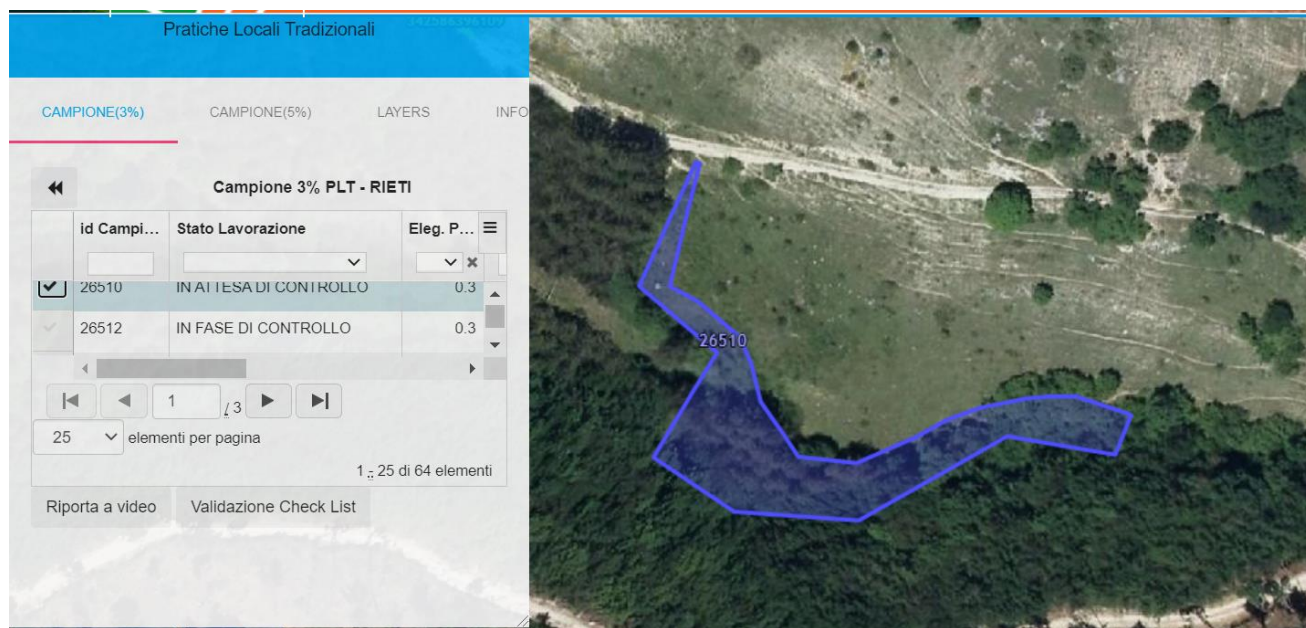 342588396109
Pratiche Locali Tradizionali
CAMPIONE(3%) CAMPIONE(5%) LAYERS INFO
Campione 3% PLT - RIETI
id Campi... Stato Lavorazione Eleg. P...
26510 IN ATTESA DI CONTROLLO 0.3
26512 IN FASE DI CONTROLLO 0.3
1 / 3
25 elementi per pagina
1 - 25 di 64 elementi
Riporta a video Validazione Check List
26510